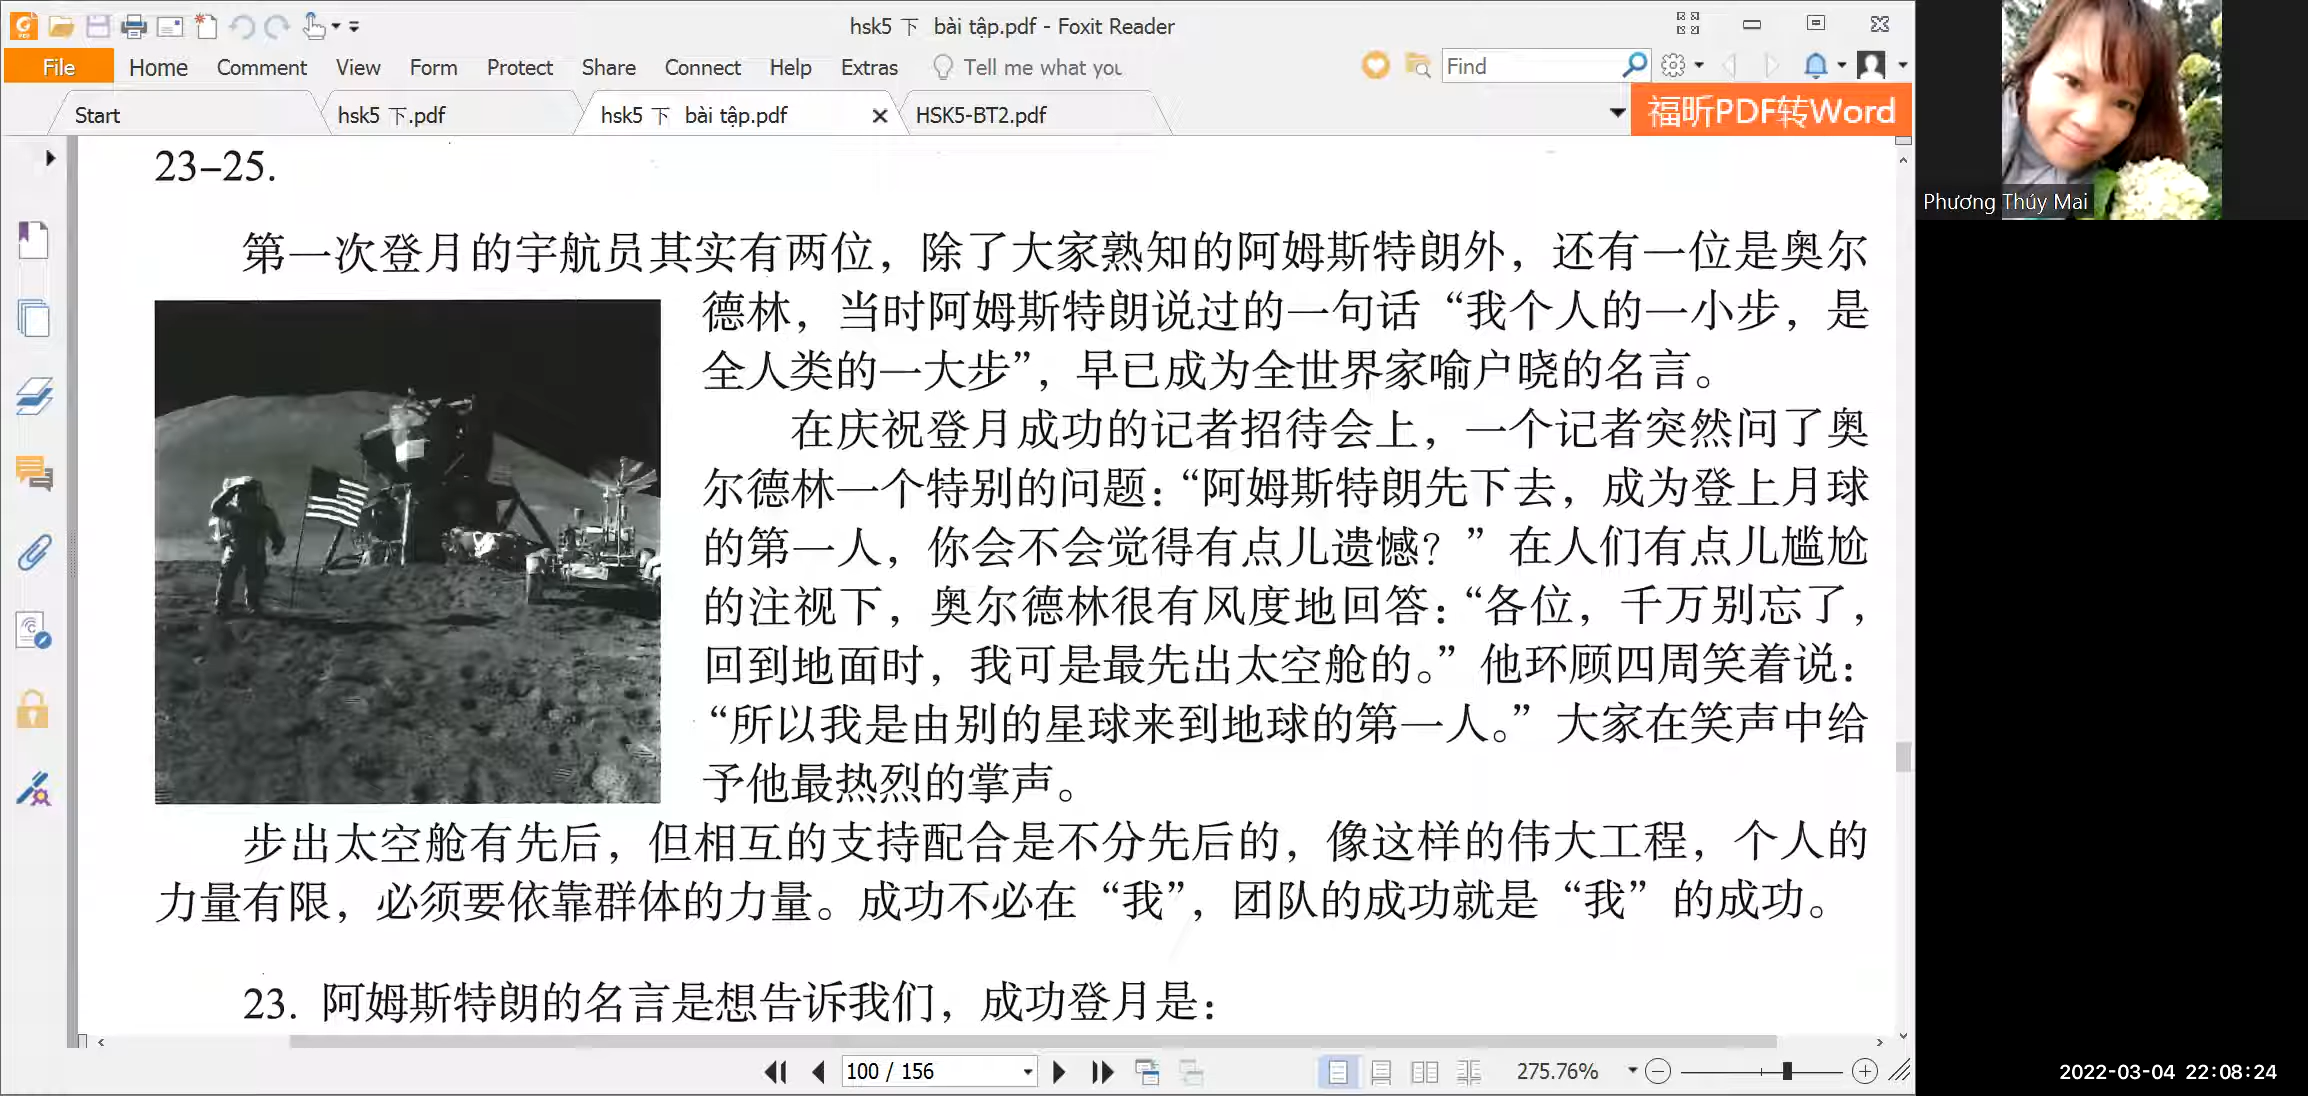 hsk5 下 bài tập.pdf - Foxit Reader
File Home Comment View Form Protect Share Connect Help Extras Tell me what you Find
Start hsk5 下.pdf hsk5 下 bài tập.pdf HSK5-BT2.pdf 福昕PDF转Word
Phương Thúy Mai
23–25.
第一次登月的宇航员其实有两位，除了大家熟知的阿姆斯特朗外，还有一位是奥尔
德林，当时阿姆斯特朗说过的一句话“我个人的一小步，是
全人类的一大步”，早已成为全世界家喻户晓的名言。
在庆祝登月成功的记者招待会上，一个记者突然问了奥
尔德林一个特别的问题：“阿姆斯特朗先下去，成为登上月球
的第一人，你会不会觉得有点儿遗憾？”在人们有点儿尴尬
的注视下，奥尔德林很有风度地回答：“各位，千万别忘了，
回到地面时，我可是最先出太空舱的。”他环顾四周笑着说：
“所以我是由别的星球来到地球的第一人。”大家在笑声中给
予他最热烈的掌声。
步出太空舱有先后，但相互的支持配合是不分先后的，像这样的伟大工程，个人的
力量有限，必须要依靠群体的力量。成功不必在“我”，团队的成功就是“我”的成功。
23. 阿姆斯特朗的名言是想告诉我们，成功登月是：
100 / 156 275.76%
2022-03-04 22:08:24